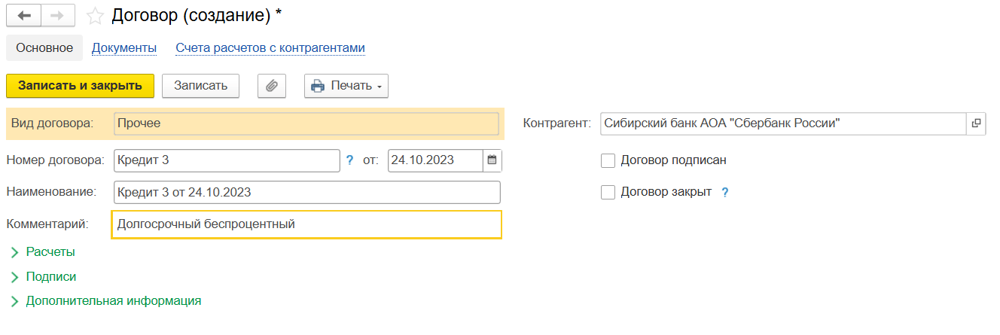 Договор (создание) *
Основное Документы Счета расчетов с контрагентами
Записать и закрыть Записать Печать
Вид договора: Прочее Контрагент: Сибирский банк АОА "Сбербанк России"
Номер договора: Кредит 3 ? от: 24.10.2023 Договор подписан
Наименование: Кредит 3 от 24.10.2023 Договор закрыт ?
Комментарий: Долгосрочный беспроцентный
Расчеты
Подписи
Дополнительная информация